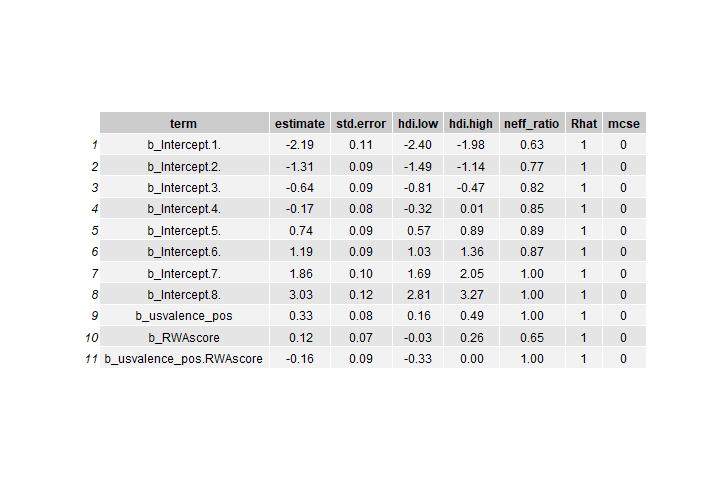 term estimate std.error hdi.low hdi.high neff_ratio Rhat mcse
1 b_Intercept.1. -2.19 0.11 -2.40 -1.98 0.63 1 0
2 b_Intercept.2. -1.31 0.09 -1.49 -1.14 0.77 1 0
3 b_Intercept.3. -0.64 0.09 -0.81 -0.47 0.82 1 0
4 b_Intercept.4. -0.17 0.08 -0.32 0.01 0.85 1 0
5 b_Intercept.5. 0.74 0.09 0.57 0.89 0.89 1 0
6 b_Intercept.6. 1.19 0.09 1.03 1.36 0.87 1 0
7 b_Intercept.7. 1.86 0.10 1.69 2.05 1.00 1 0
8 b_Intercept.8. 3.03 0.12 2.81 3.27 1.00 1 0
9 b_usvalence_pos 0.33 0.08 0.16 0.49 1.00 1 0
10 b_RWAscore 0.12 0.07 -0.03 0.26 0.65 1 0
11 b_usvalence_pos.RWAscore -0.16 0.09 -0.33 0.00 1.00 1 0